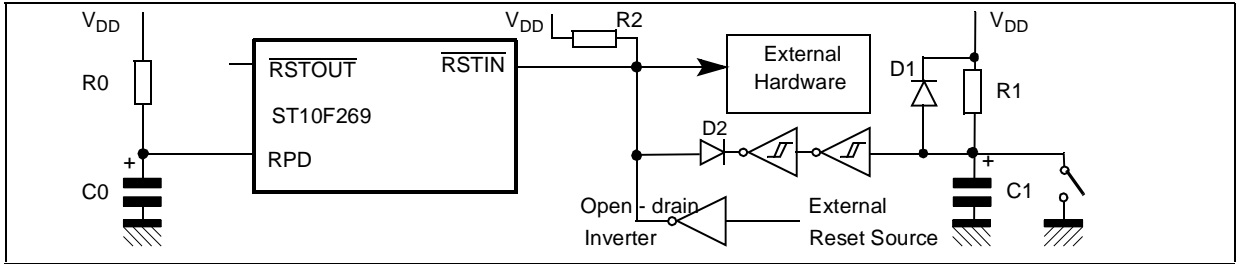 VDD
R0
+
C0
RSTOUT
RSTIN
ST10F269
RPD
VDD
R2
External
Hardware
D2
Open - drain
Inverter
External
Reset Source
D1
VDD
R1
+
C1